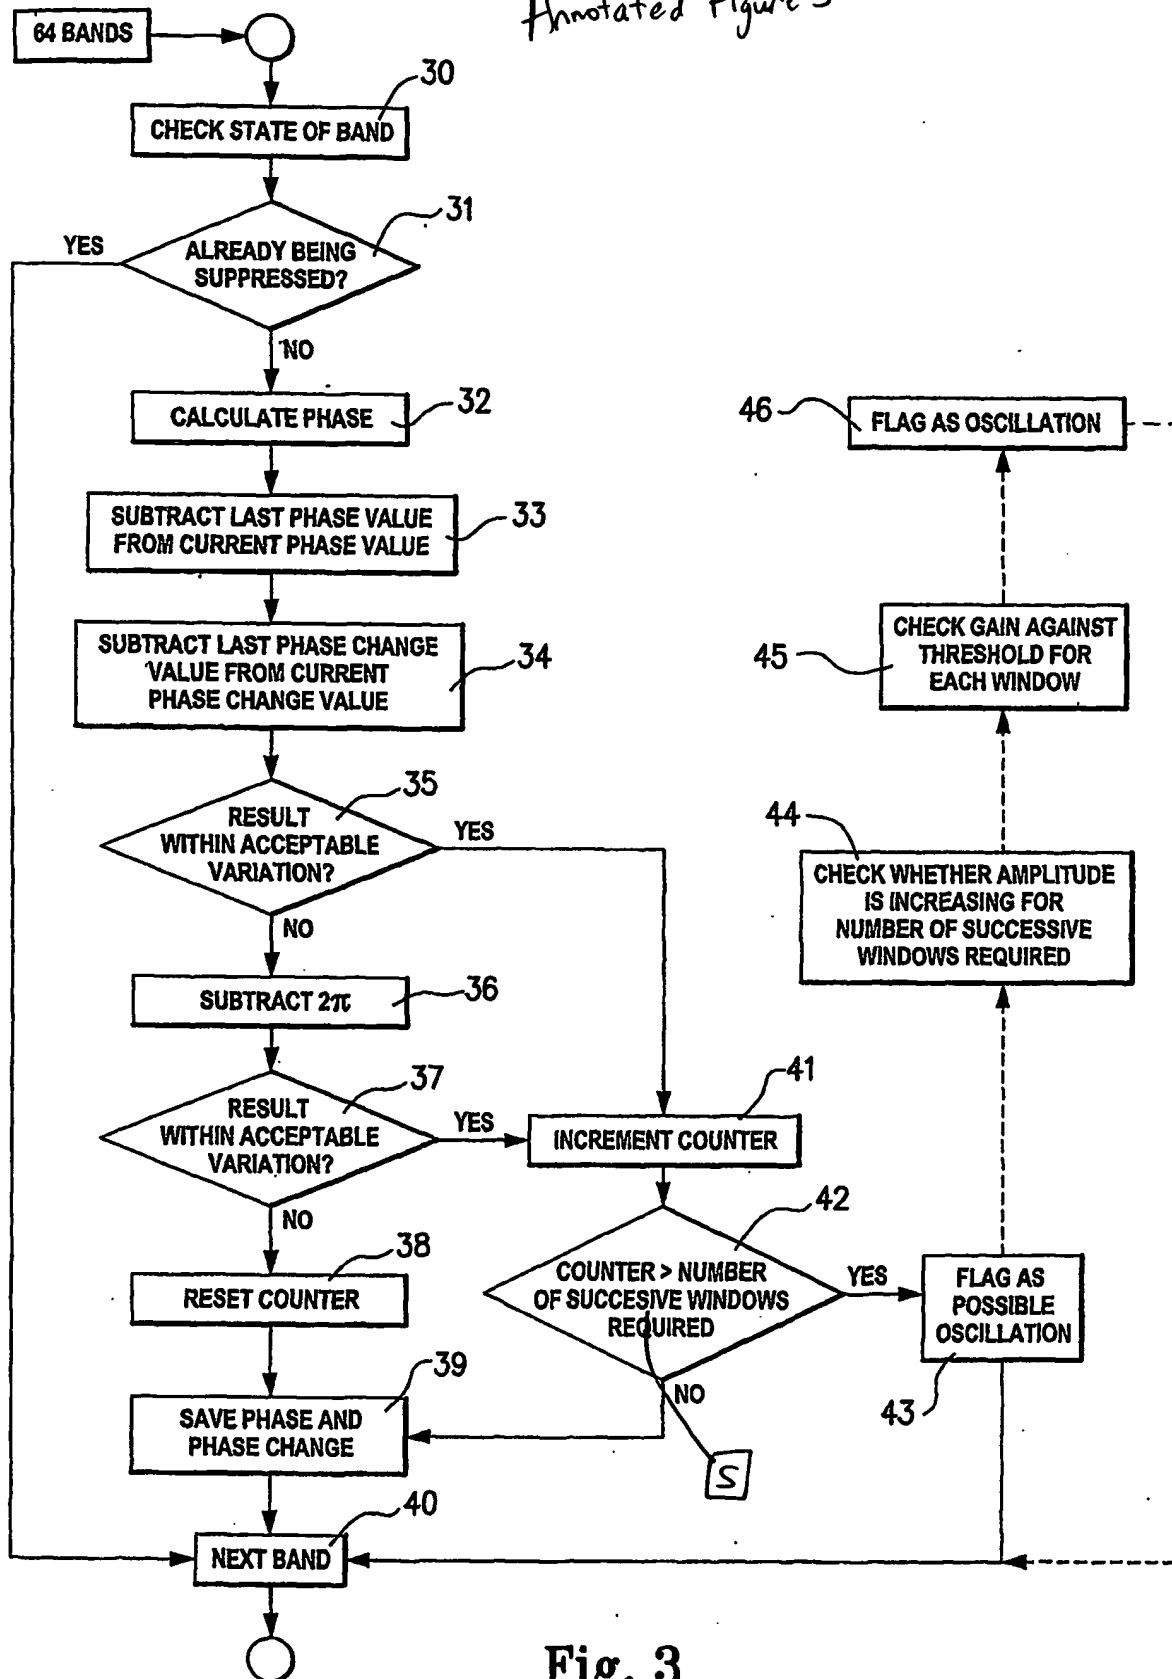 Annotated Figure 3
64 BANDS
30
CHECK STATE OF BAND
31
YES
ALREADY BEING
SUPPRESSED?
NO
CALCULATE PHASE
32
46
FLAG AS OSCILLATION
SUBTRACT LAST PHASE VALUE
FROM CURRENT PHASE VALUE
33
SUBTRACT LAST PHASE CHANGE
VALUE FROM CURRENT
PHASE CHANGE VALUE
34
45
CHECK GAIN AGAINST
THRESHOLD FOR
EACH WINDOW
35
RESULT
WITHIN ACCEPTABLE
VARIATION?
YES
NO
44
CHECK WHETHER AMPLITUDE
IS INCREASING FOR
NUMBER OF SUCCESSIVE
WINDOWS REQUIRED
SUBTRACT 2π
36
37
RESULT
WITHIN ACCEPTABLE
VARIATION?
YES
NO
41
INCREMENT COUNTER
42
COUNTER > NUMBER
OF SUCCESIVE WINDOWS
REQUIRED
YES
NO
S
FLAG AS
POSSIBLE
OSCILLATION
43
38
RESET COUNTER
39
SAVE PHASE AND
PHASE CHANGE
40
NEXT BAND
Fig. 3